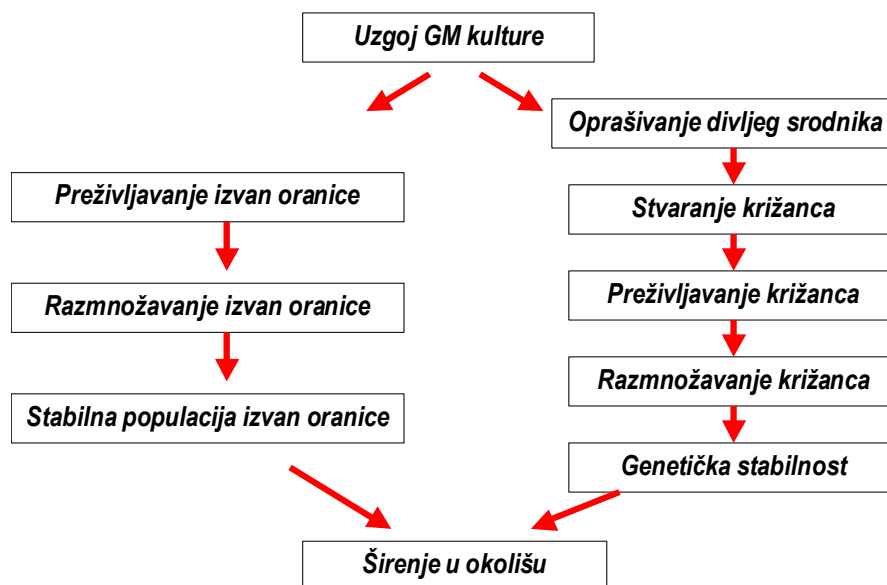 Uzgoj GM kulture
Oprašivanje divljeg srodnika
Preživljavanje izvan oranice
Stvaranje križanca
Razmnožavanje izvan oranice
Preživljavanje križanca
Razmnožavanje križanca
Stabilna populacija izvan oranice
Genetička stabilnost
Širenje u okolišu